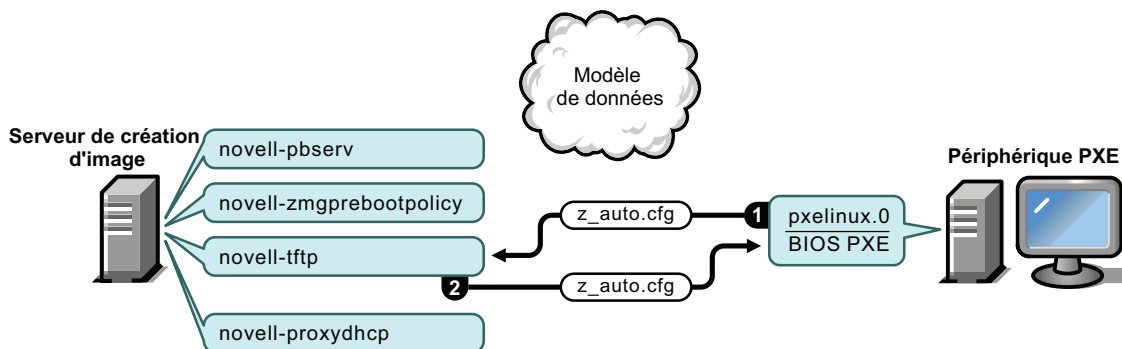 Modèle
de données
Serveur de création
d'image
novell-pbserv
novell-zmgprebootpolicy
novell-tftp
novell-proxydhcp
z_auto.cfg
1
2
z_auto.cfg
pxelinux.0
BIOS PXE
Périphérique PXE